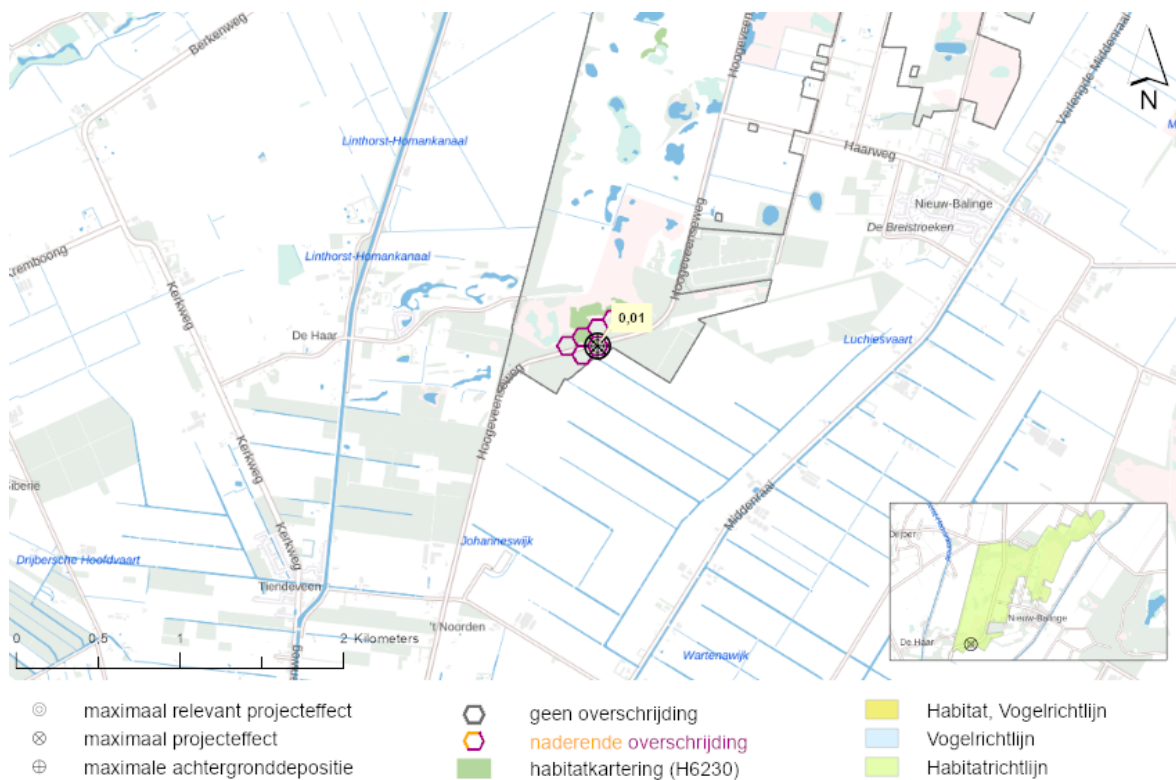 Berkenweg
Hoogeveen
Verlengde Middenraai
N
Linthorst-Homankanaal
Haarweg
M
Nieuw-Balinge
De Breistroeken
Kremboong
Linthorst-Homankanaal
Hoogeveenseweg
Kerkweg
0,01
De Haar
Luchiesvaart
Hoogeveenseweg
Kerkweg
Siberie
Middenraai
Drijber
Kerkweg
Johanneswijk
Drijbersche Hoofdvaart
Tiendeveen
Nieuw-Balinge
't Noorden
De Haar
0 0,5 1 2 Kilometers
Wartenawijk
maximaal relevant projecteffect
geen overschrijding
Habitat, Vogelrichtlijn
maximaal projecteffect
naderende overschrijding
Vogelrichtlijn
maximale achtergronddepositie
habitatkartering (H6230)
Habitatrichtlijn